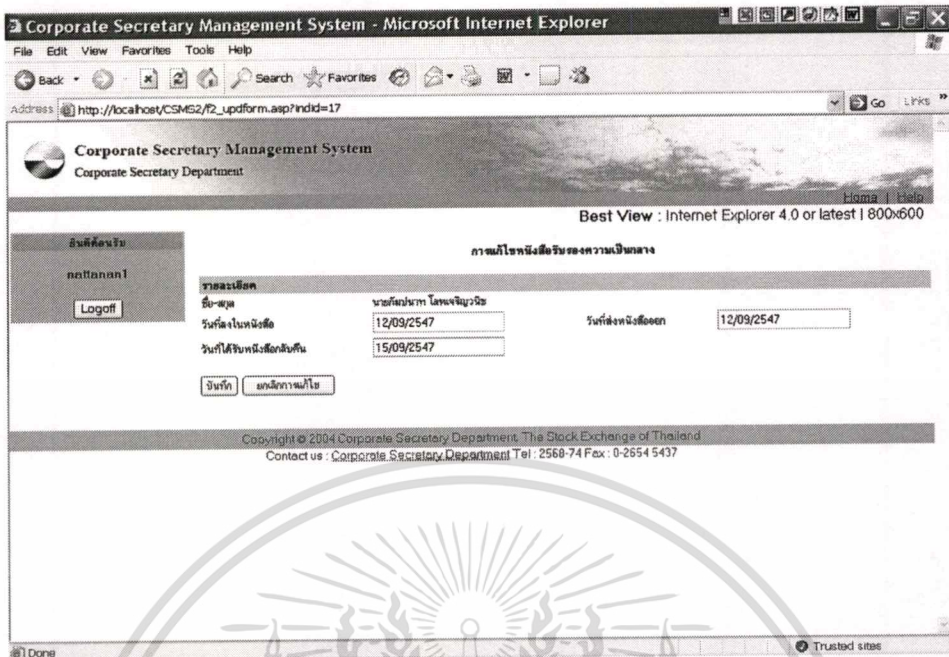 Corporate Secretary Management System - Microsoft Internet Explorer
File Edit View Favorites Tools Help
Back Search Favorites
Address http://localhost/CSMS2/f2_updform.asp?indid=17 Go Links »
Corporate Secretary Management System
Corporate Secretary Department
Home | Help
Best View : Internet Explorer 4.0 or latest | 800x600
ยินดีต้อนรับ
nattanan1
Logoff
การแก้ไขหนังสือรับรองความเป็นกลาง
รายละเอียด
ชื่อ-สกุล
วันที่ลงในหนังสือ 12/09/2547 วันที่ส่งหนังสือออก 12/09/2547
วันที่ได้รับหนังสือกลับคืน 15/09/2547
บันทึก ยกเลิกการแก้ไข
Copyright © 2004 Corporate Secretary Department, The Stock Exchange of Thailand
Contact us : Corporate Secretary Department Tel : 2568-74 Fax : 0-2654 5437
Done Trusted sites